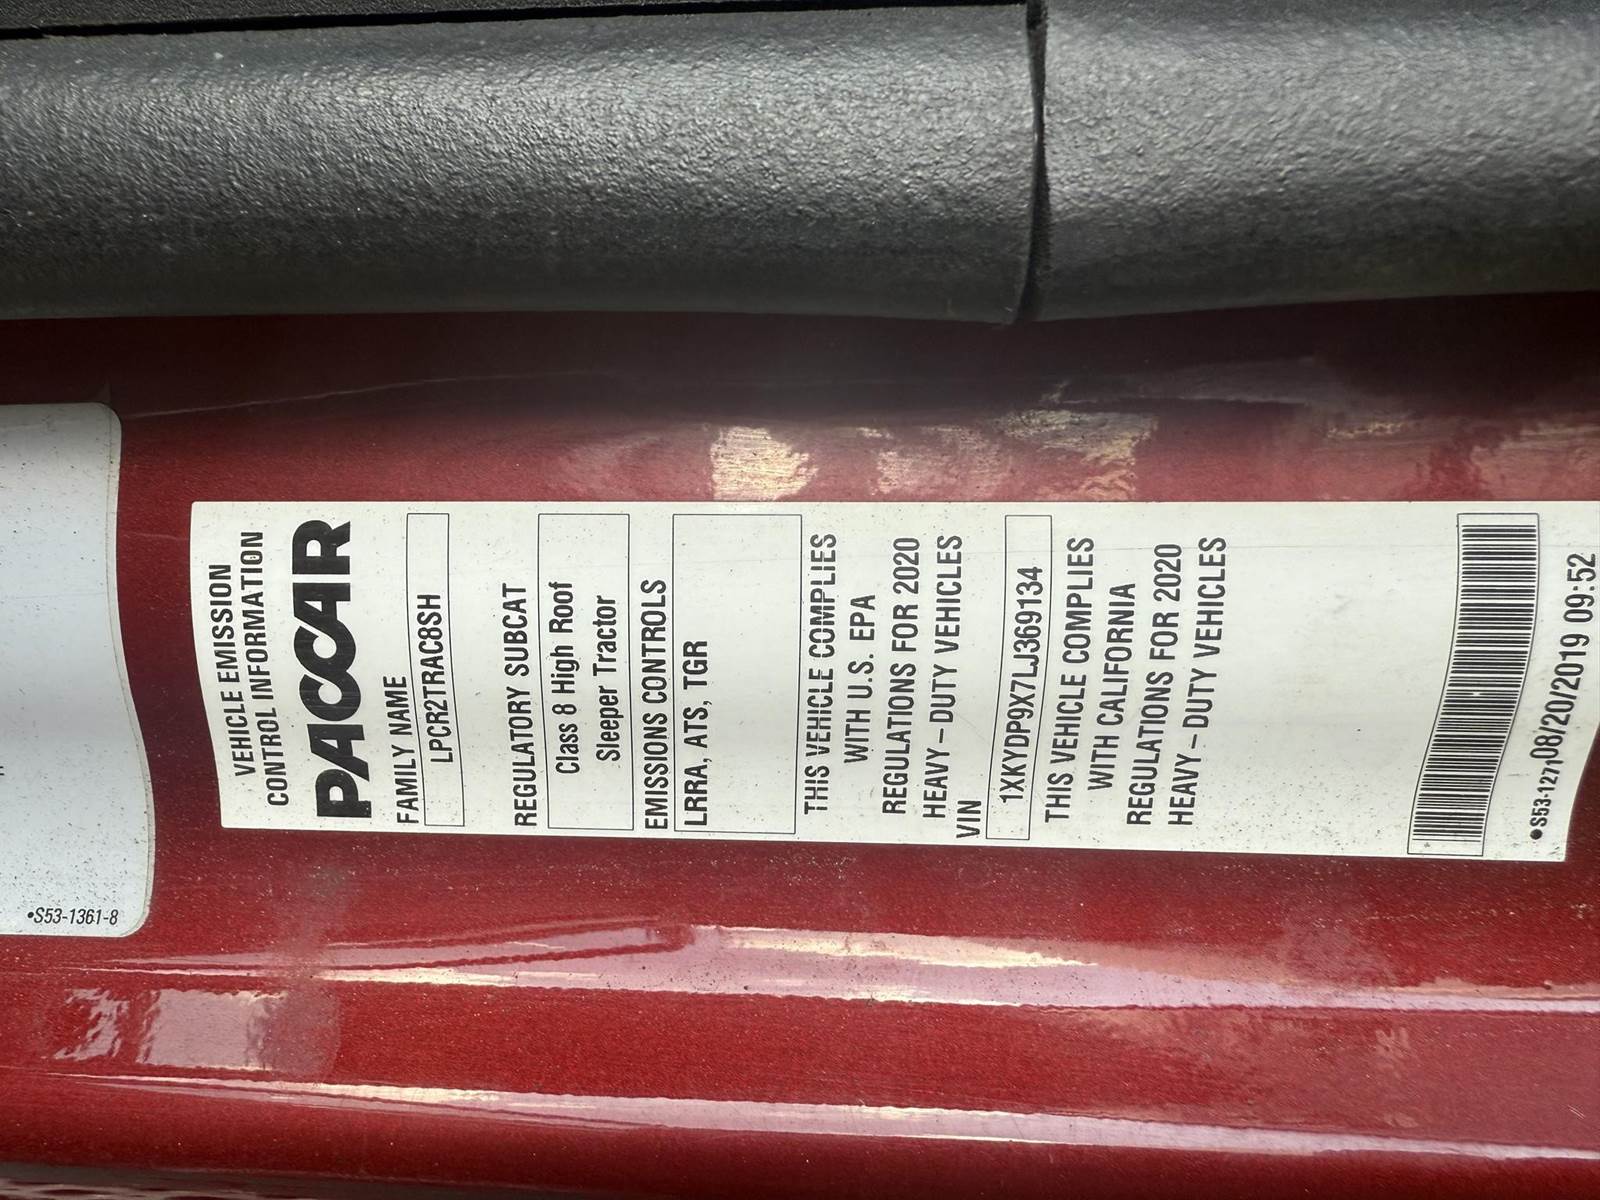 VEHICLE EMISSION
CONTROL INFORMATION
PACCAR
FAMILY NAME
LPCR2TRAC8SH
REGULATORY SUBCAT
Class 8 High Roof
Sleeper Tractor
EMISSIONS CONTROLS
LRRA, ATS, TGR
THIS VEHICLE COMPLIES
WITH U.S. EPA
REGULATIONS FOR 2020
HEAVY – DUTY VEHICLES
VIN
1XKYDP9X7LJ369134
THIS VEHICLE COMPLIES
WITH CALIFORNIA
REGULATIONS FOR 2020
HEAVY – DUTY VEHICLES
•S53-1271 08/20/2019 09:52
•S53-1361-8